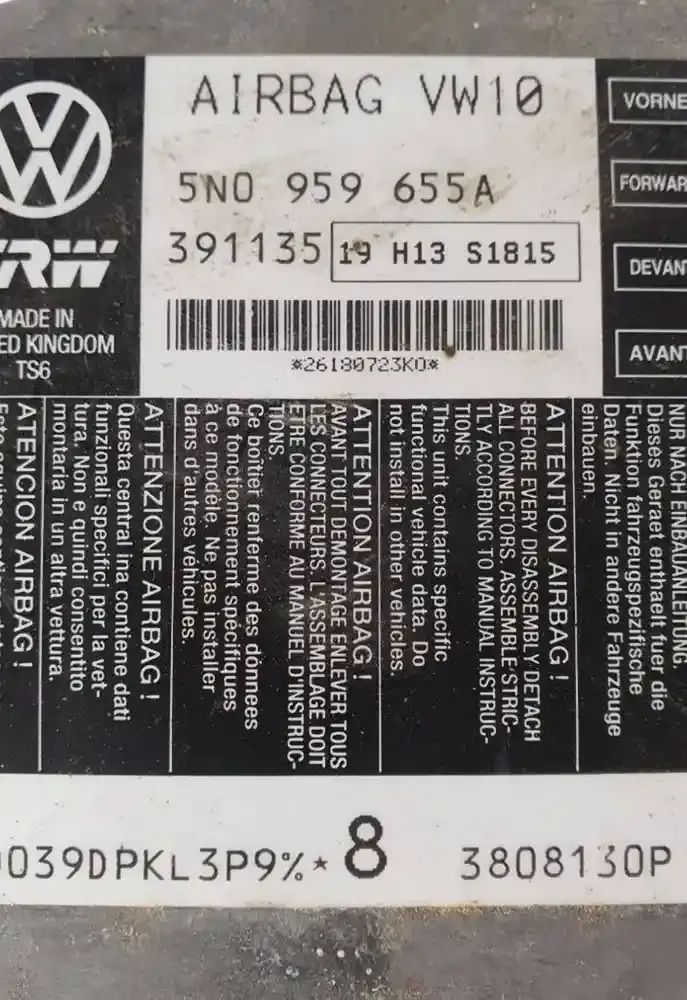 AIRBAG VW10
5N0 959 655A
391135 19 H13 S1815
*26180723K0*
MADE IN
KINGDOM
TS6
VORNE
AVANT
NUR NACH EINBAUANLEITUNG
Dieses Geraet enthaelt fuer die
Funktion fahrzeugspezifische
Daten. Nicht in andere Fahrzeuge
einbauen.
ATTENTION AIRBAG !
BEFORE EVERY DISASSEMBLY DETACH
ALL CONNECTORS. ASSEMBLE STRIC-
TLY ACCORDING TO MANUAL INSTRUC-
TIONS.
This unit contains specific
functional vehicle data. Do
not install in other vehicles.
ATTENTION AIRBAG !
AVANT TOUT DEMONTAGE ENLEVER TOUS
LES CONNECTEURS. L'ASSEMBLAGE DOIT
ETRE CONFORME AU MANUEL D'INSTRUC-
TIONS.
Ce boîtier renferme des données
de fonctionnement spécifiques
à ce modèle. Ne pas installer
dans d'autres véhicules.
ATTENZIONE AIRBAG !
Questa central ina contiene dati
funzionali specifici per la vet-
tura. Non e quindi consentito
montaria in un altra vettura.
ATENCION AIRBAG !
039DPKL3P9%* 8 3808130P